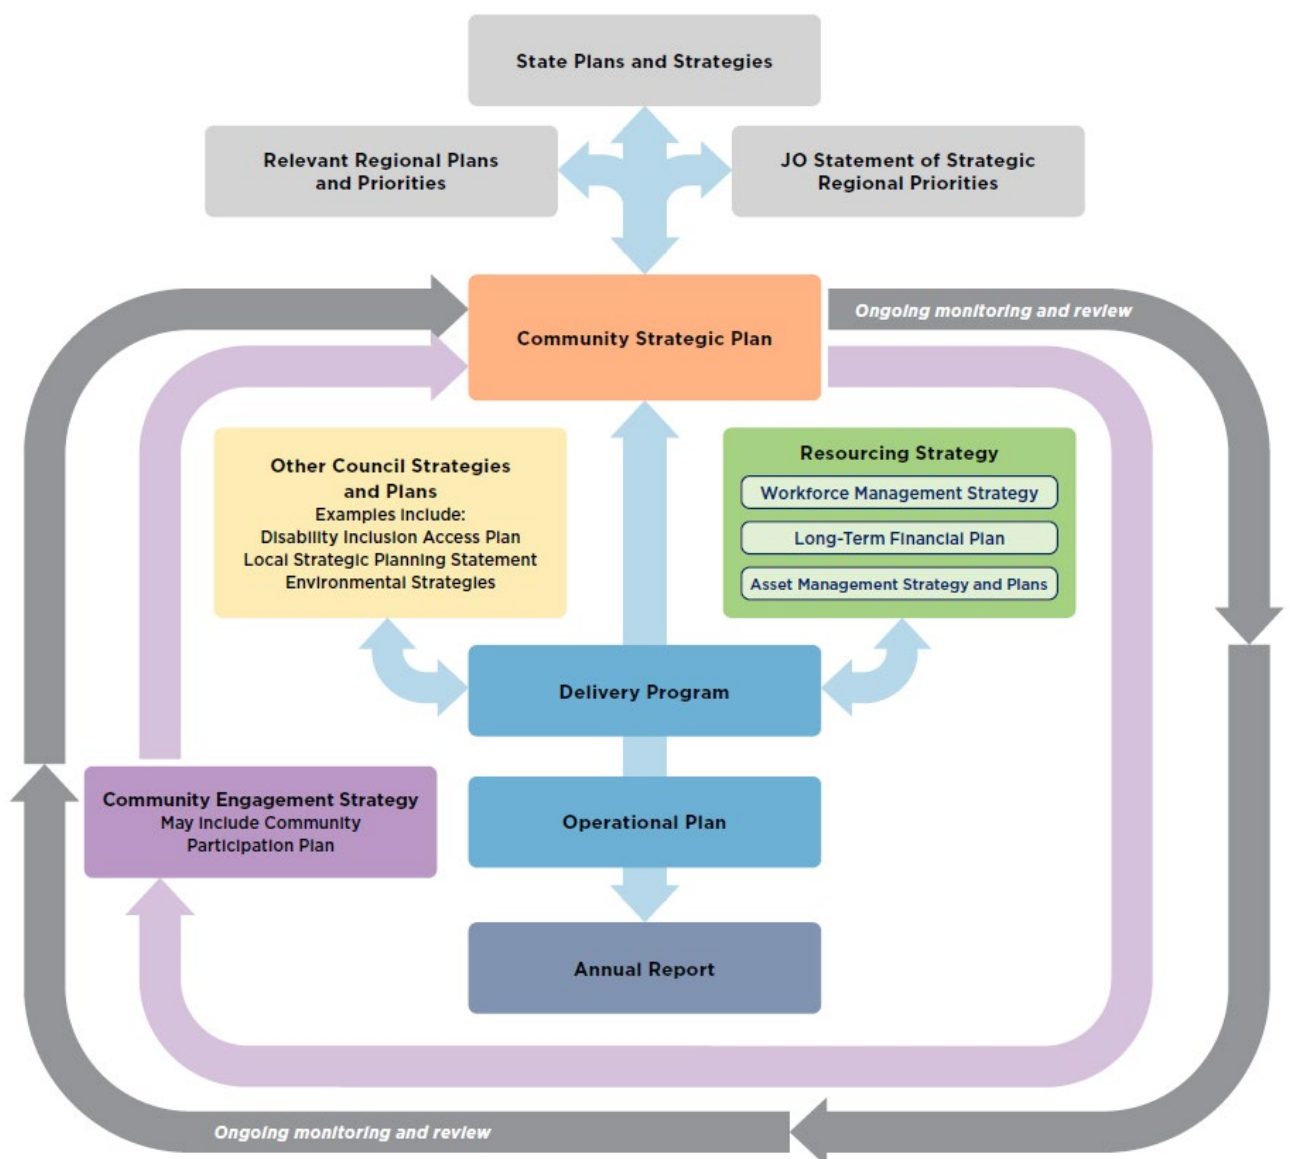 State Plans and Strategies
Relevant Regional Plans
and Priorities
JO Statement of Strategic
Regional Priorities
Community Strategic Plan
Ongoing monitoring and review
Other Council Strategies
and Plans
Examples include:
Disability Inclusion Access Plan
Local Strategic Planning Statement
Environmental Strategies
Resourcing Strategy
Workforce Management Strategy
Long-Term Financial Plan
Asset Management Strategy and Plans
Delivery Program
Community Engagement Strategy
May include Community
Participation Plan
Operational Plan
Annual Report
Ongoing monitoring and review